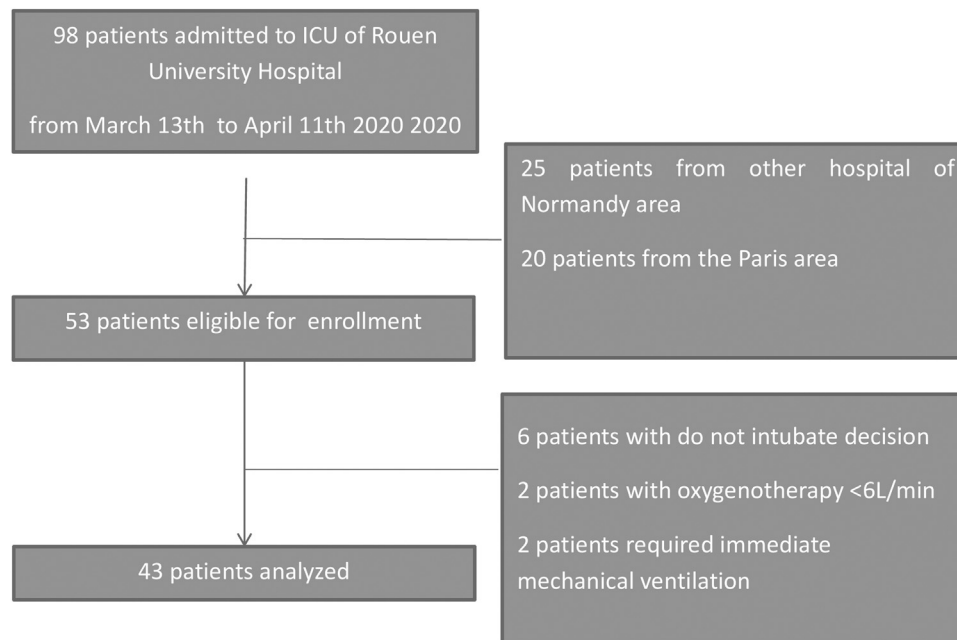 98 patients admitted to ICU of Rouen
University Hospital
from March 13th to April 11th 2020 2020
25 patients from other hospital of
Normandy area
20 patients from the Paris area
53 patients eligible for enrollment
6 patients with do not intubate decision
2 patients with oxygenotherapy <6L/min
2 patients required immediate
mechanical ventilation
43 patients analyzed